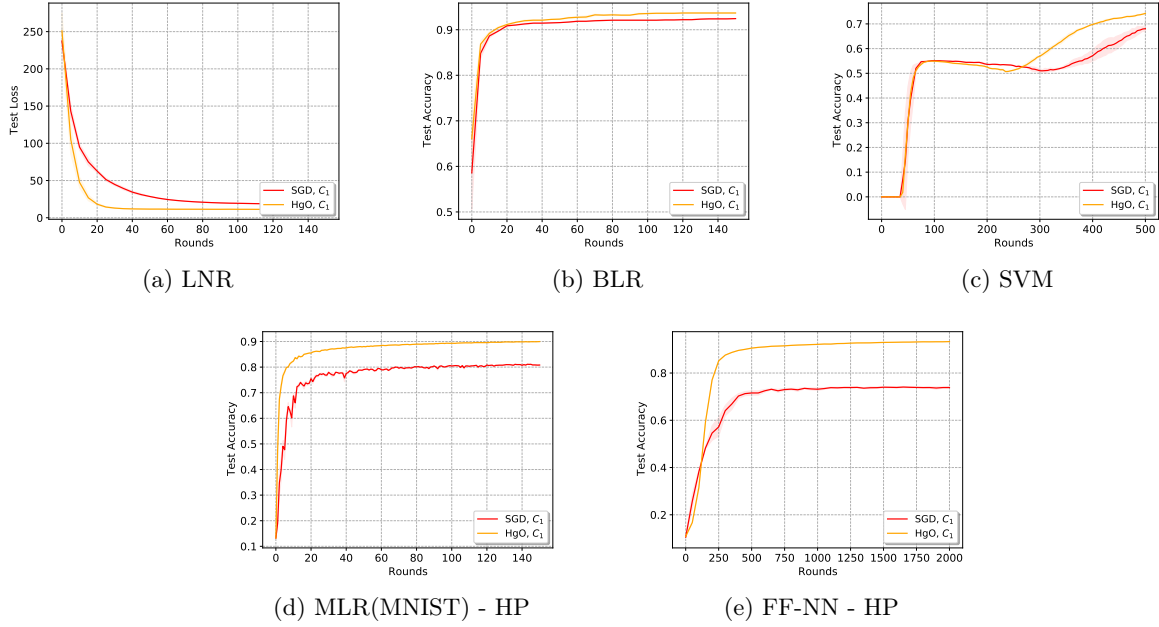 250
200
150
100
50
0
Test Loss
0 20 40 60 80 100 120 140
Rounds
SGD, C₁
HgO, C₁
(a) LNR
0.9
0.8
0.7
0.6
0.5
Test Accuracy
0 20 40 60 80 100 120 140
Rounds
SGD, C₁
HgO, C₁
(b) BLR
0.7
0.6
0.5
0.4
0.3
0.2
0.1
0.0
Test Accuracy
0 100 200 300 400 500
Rounds
SGD, C₁
HgO, C₁
(c) SVM
0.9
0.8
0.7
0.6
0.5
0.4
0.3
0.2
0.1
Test Accuracy
0 20 40 60 80 100 120 140
Rounds
SGD, C₁
HgO, C₁
(d) MLR(MNIST) - HP
0.8
0.6
0.4
0.2
Test Accuracy
0 250 500 750 1000 1250 1500 1750 2000
Rounds
SGD, C₁
HgO, C₁
(e) FF-NN - HP